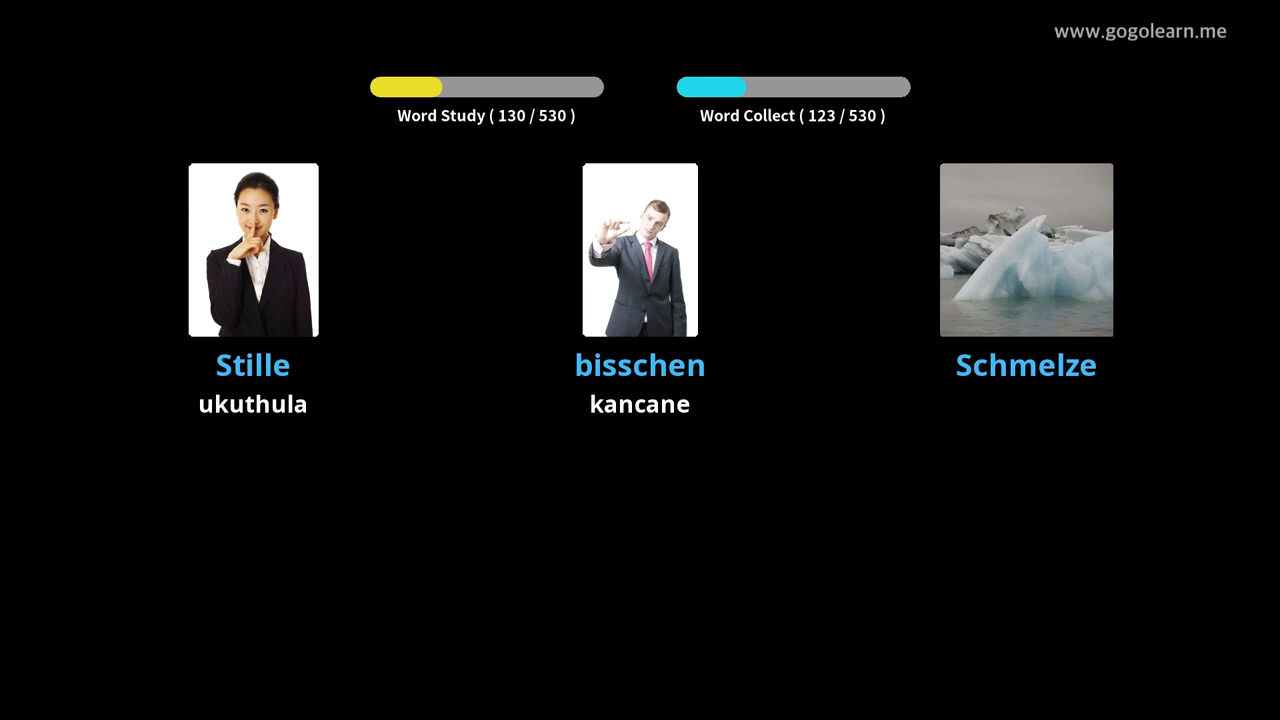 www.gogolearn.me
Word Study ( 130 / 530 )
Word Collect ( 123 / 530 )
Stille
bisschen
Schmelze
ukuthula
kancane